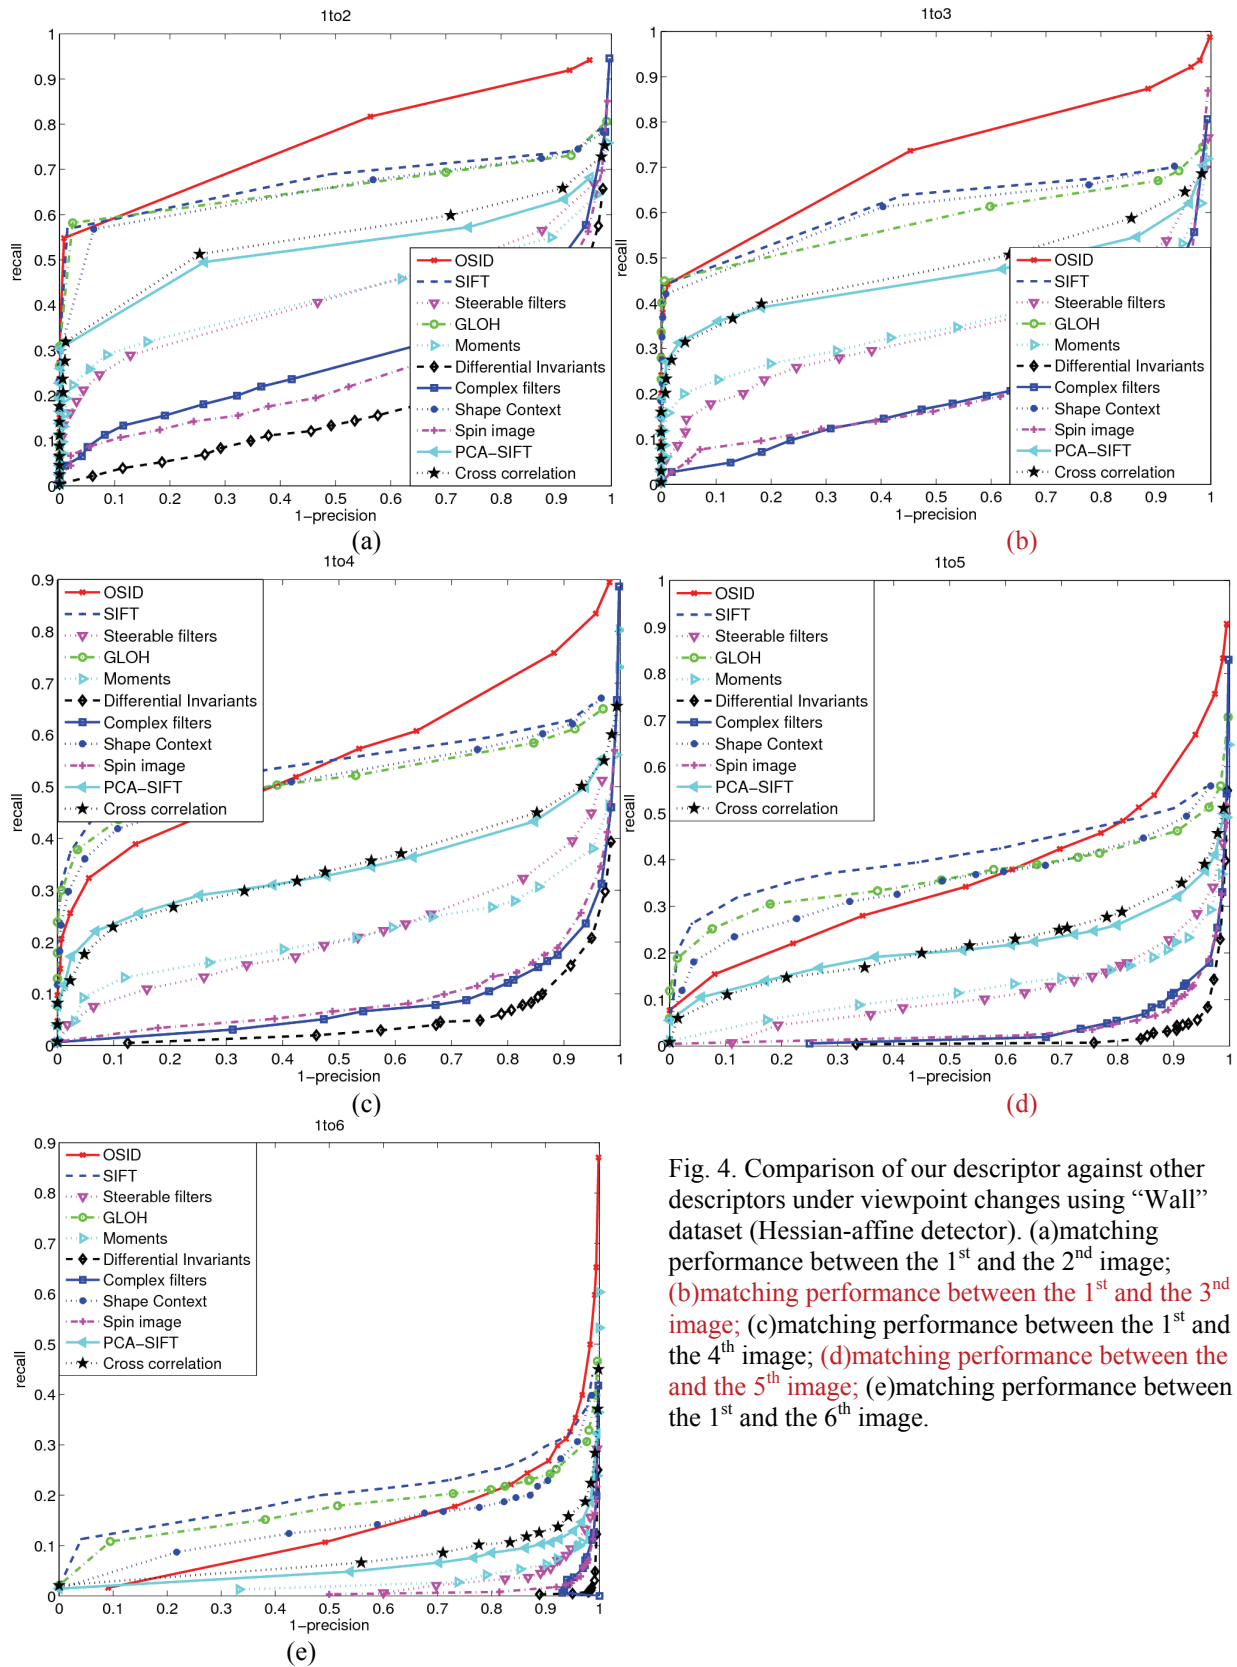 1to2
1
0.9
0.8
0.7
0.6
0.5
0.4
0.3
0.2
0.1
0
recall
OSID
SIFT
Steerable filters
GLOH
Moments
Differential Invariants
Complex filters
Shape Context
Spin image
PCA−SIFT
Cross correlation
0 0.1 0.2 0.3 0.4 0.5 0.6 0.7 0.8 0.9 1
1−precision
(a)
1to3
1
0.9
0.8
0.7
0.6
0.5
0.4
0.3
0.2
0.1
0
recall
OSID
SIFT
Steerable filters
GLOH
Moments
Differential Invariants
Complex filters
Shape Context
Spin image
PCA−SIFT
Cross correlation
0 0.1 0.2 0.3 0.4 0.5 0.6 0.7 0.8 0.9 1
1−precision
(b)
1to4
0.9
0.8
0.7
0.6
0.5
0.4
0.3
0.2
0.1
0
recall
OSID
SIFT
Steerable filters
GLOH
Moments
Differential Invariants
Complex filters
Shape Context
Spin image
PCA−SIFT
Cross correlation
0 0.1 0.2 0.3 0.4 0.5 0.6 0.7 0.8 0.9 1
1−precision
(c)
1to5
1
0.9
0.8
0.7
0.6
0.5
0.4
0.3
0.2
0.1
0
recall
OSID
SIFT
Steerable filters
GLOH
Moments
Differential Invariants
Complex filters
Shape Context
Spin image
PCA−SIFT
Cross correlation
0 0.1 0.2 0.3 0.4 0.5 0.6 0.7 0.8 0.9 1
1−precision
(d)
1to6
0.9
0.8
0.7
0.6
0.5
0.4
0.3
0.2
0.1
0
recall
OSID
SIFT
Steerable filters
GLOH
Moments
Differential Invariants
Complex filters
Shape Context
Spin image
PCA−SIFT
Cross correlation
0 0.1 0.2 0.3 0.4 0.5 0.6 0.7 0.8 0.9 1
1−precision
(e)
Fig. 4. Comparison of our descriptor against other
descriptors under viewpoint changes using “Wall”
dataset (Hessian-affine detector). (a)matching
performance between the 1st and the 2nd image;
(b)matching performance between the 1st and the 3nd
image; (c)matching performance between the 1st and
the 4th image; (d)matching performance between the
and the 5th image; (e)matching performance between
the 1st and the 6th image.